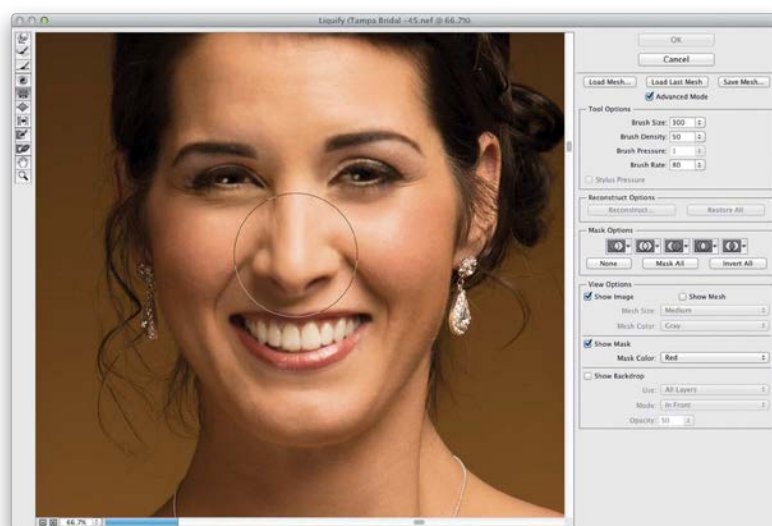 Liquify (Tampa Bridal -45.nef @ 66.7%)
OK
Cancel
Load Mesh... Load Last Mesh Save Mesh...
Advanced Mode
Tool Options
Brush Size: 300
Brush Density: 50
Brush Pressure: 1
Brush Rate: 80
Stylus Pressure
Reconstruct Options
Reconstruct... Restore All
Mask Options
None Mask All Invert All
View Options
Show Image Show Mesh
Mesh Size: Medium
Mesh Color: Gray
Show Mask
Mask Color: Red
Show Backdrop
Use: All Layers
Mode: In Front
Opacity: 50
66.7%